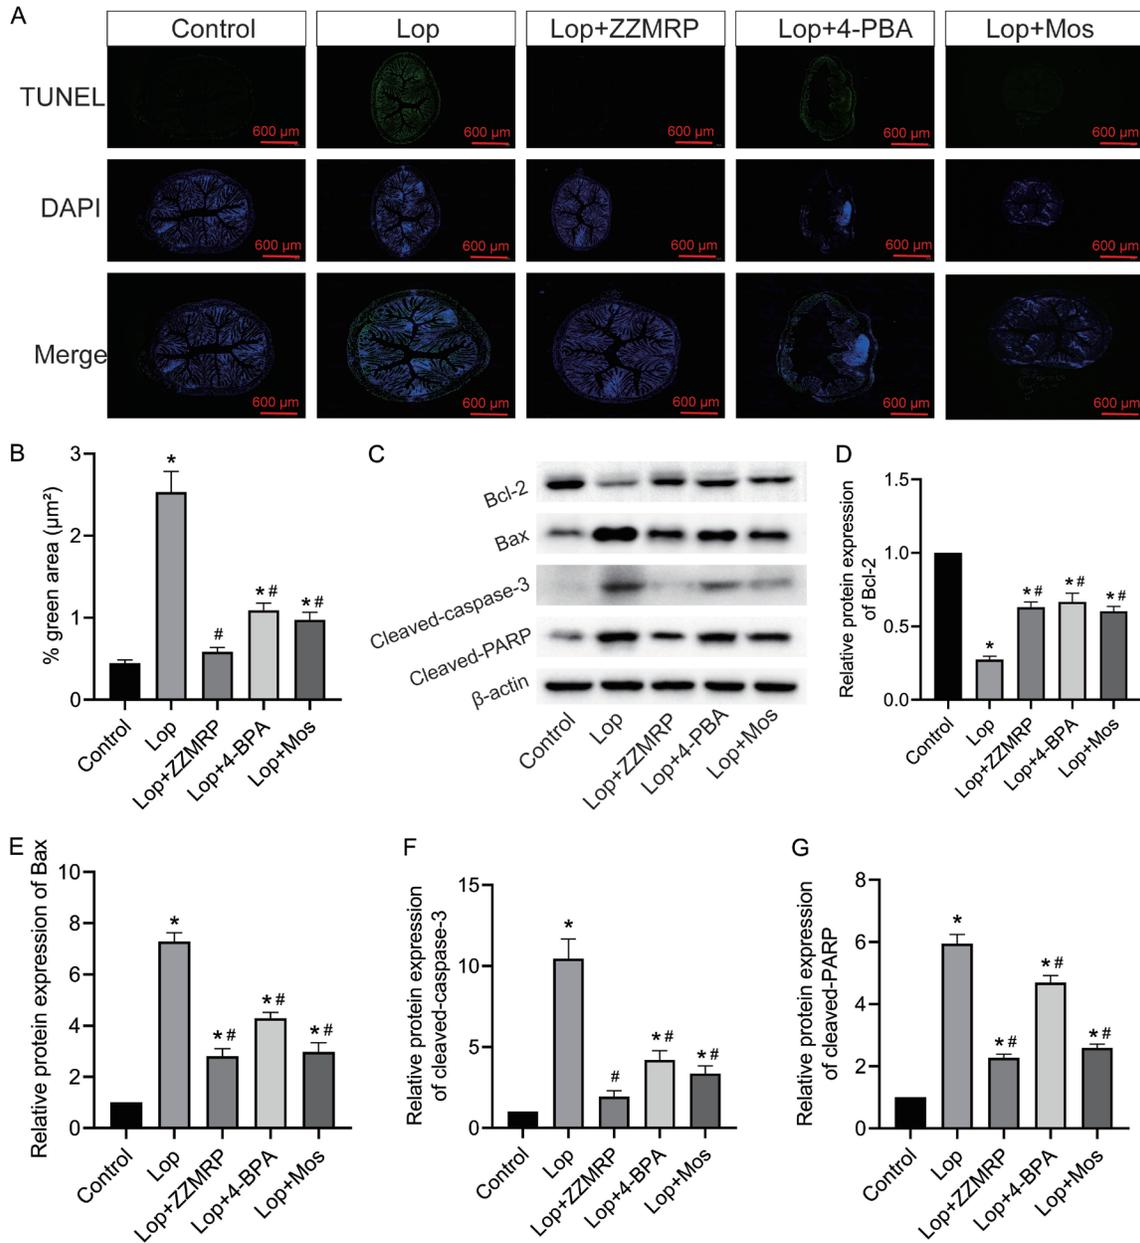 A
Control Lop Lop+ZZMRP Lop+4-PBA Lop+Mos
TUNEL
600 µm 600 µm 600 µm 600 µm 600 µm
DAPI
600 µm 600 µm 600 µm 600 µm 600 µm
Merge
600 µm 600 µm 600 µm 600 µm 600 µm
B
% green area (µm²)
3
2
1
0
* # *# *#
Control Lop Lop+ZZMRP Lop+4-BPA Lop+Mos
C
Bcl-2
Bax
Cleaved-caspase-3
Cleaved-PARP
β-actin
Control Lop Lop+ZZMRP Lop+4-PBA Lop+Mos
D
Relative protein expression
of Bcl-2
1.5
1.0
0.5
0.0
* *# *# *#
Control Lop Lop+ZZMRP Lop+4-BPA Lop+Mos
E
Relative protein expression of Bax
10
8
6
4
2
0
* *# *# *#
Control Lop Lop+ZZMRP Lop+4-BPA Lop+Mos
F
Relative protein expression
of cleaved-caspase-3
15
10
5
0
* # *# *#
Control Lop Lop+ZZMRP Lop+4-BPA Lop+Mos
G
Relative protein expression
of cleaved-PARP
8
6
4
2
0
* *# *# *#
Control Lop Lop+ZZMRP Lop+4-BPA Lop+Mos